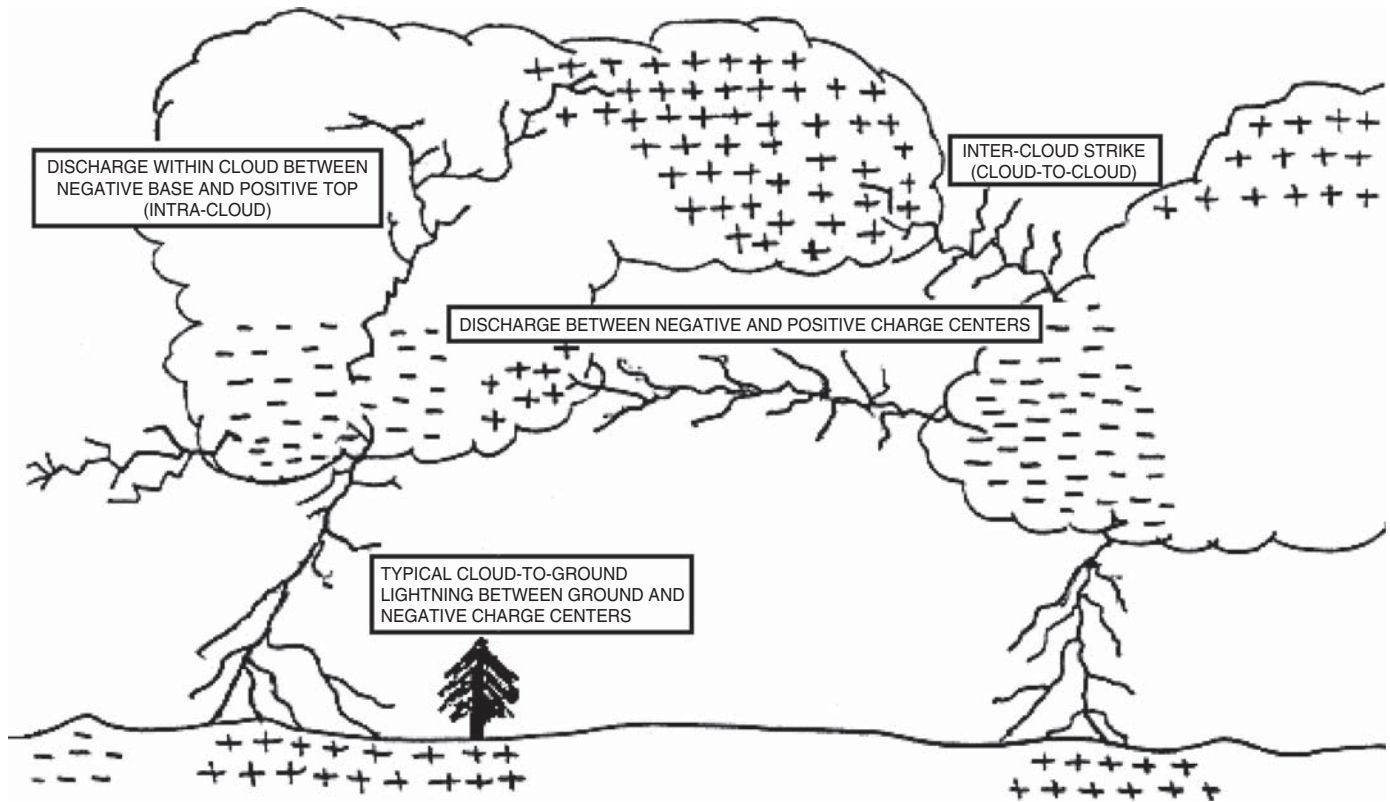 DISCHARGE WITHIN CLOUD BETWEEN
NEGATIVE BASE AND POSITIVE TOP
(INTRA-CLOUD)
INTER-CLOUD STRIKE
(CLOUD-TO-CLOUD)
DISCHARGE BETWEEN NEGATIVE AND POSITIVE CHARGE CENTERS
TYPICAL CLOUD-TO-GROUND
LIGHTNING BETWEEN GROUND AND
NEGATIVE CHARGE CENTERS